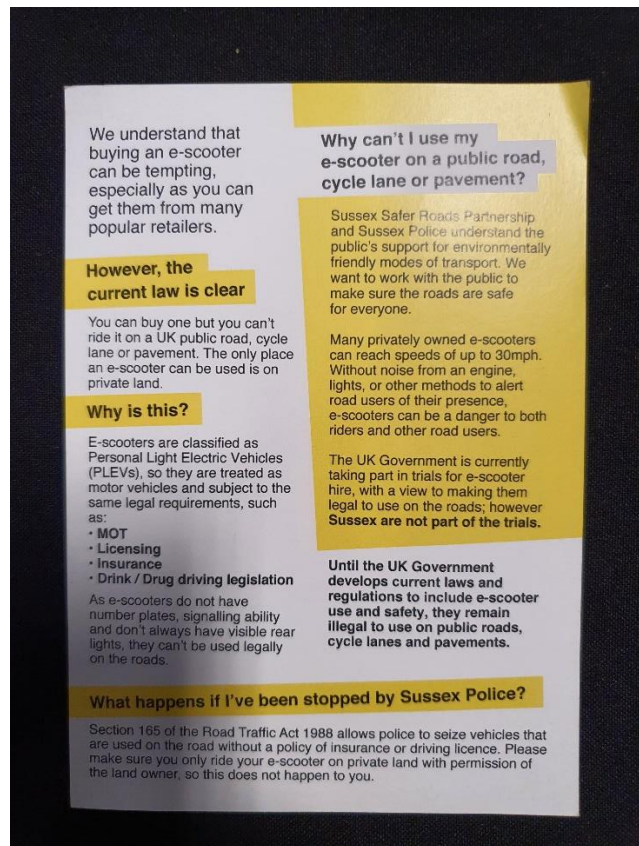 We understand that
buying an e-scooter
can be tempting,
especially as you can
get them from many
popular retailers.
However, the
current law is clear
You can buy one but you can't
ride it on a UK public road, cycle
lane or pavement. The only place
an e-scooter can be used is on
private land.
Why is this?
E-scooters are classified as
Personal Light Electric Vehicles
(PLEVs), so they are treated as
motor vehicles and subject to the
same legal requirements, such
as:
· MOT
· Licensing
· Insurance
· Drink / Drug driving legislation
As e-scooters do not have
number plates, signalling ability
and don't always have visible rear
lights, they can't be used legally
on the roads.
Why can't I use my
e-scooter on a public road,
cycle lane or pavement?
Sussex Safer Roads Partnership
and Sussex Police understand the
public's support for environmentally
friendly modes of transport. We
want to work with the public to
make sure the roads are safe
for everyone.
Many privately owned e-scooters
can reach speeds of up to 30mph.
Without noise from an engine,
lights, or other methods to alert
road users of their presence,
e-scooters can be a danger to both
riders and other road users.
The UK Government is currently
taking part in trials for e-scooter
hire, with a view to making them
legal to use on the roads; however
Sussex are not part of the trials.
Until the UK Government
develops current laws and
regulations to include e-scooter
use and safety, they remain
illegal to use on public roads,
cycle lanes and pavements.
What happens if I've been stopped by Sussex Police?
Section 165 of the Road Traffic Act 1988 allows police to seize vehicles that
are used on the road without a policy of insurance or driving licence. Please
make sure you only ride your e-scooter on private land with permission of
the land owner, so this does not happen to you.